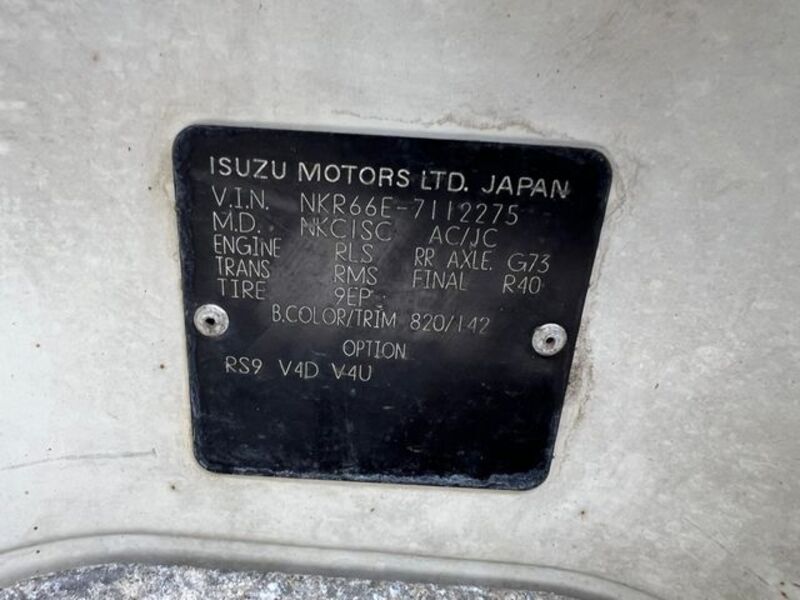 ISUZU MOTORS LTD. JAPAN
V.I.N. NKR66E-7112275
M.D. NKC1SC AC/JC
ENGINE RLS RR AXLE. G73
TRANS RMS FINAL R40
TIRE 9EP
B.COLOR/TRIM 820/142
OPTION
RS9 V4D V4U